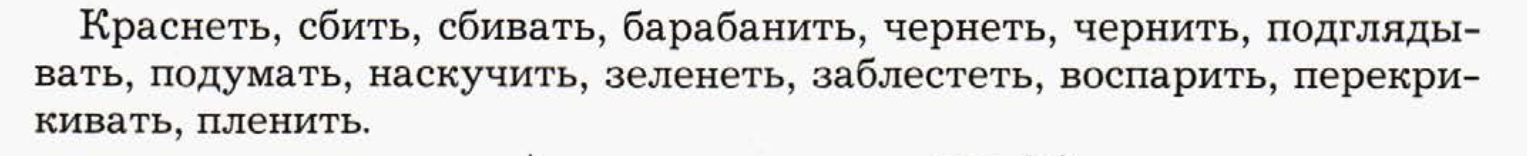 Краснеть, сбить, сбивать, барабанить, чернеть, чернить, подгляды-
вать, подумать, наскучить, зеленеть, заблестеть, воспарить, перекри-
кивать, пленить.